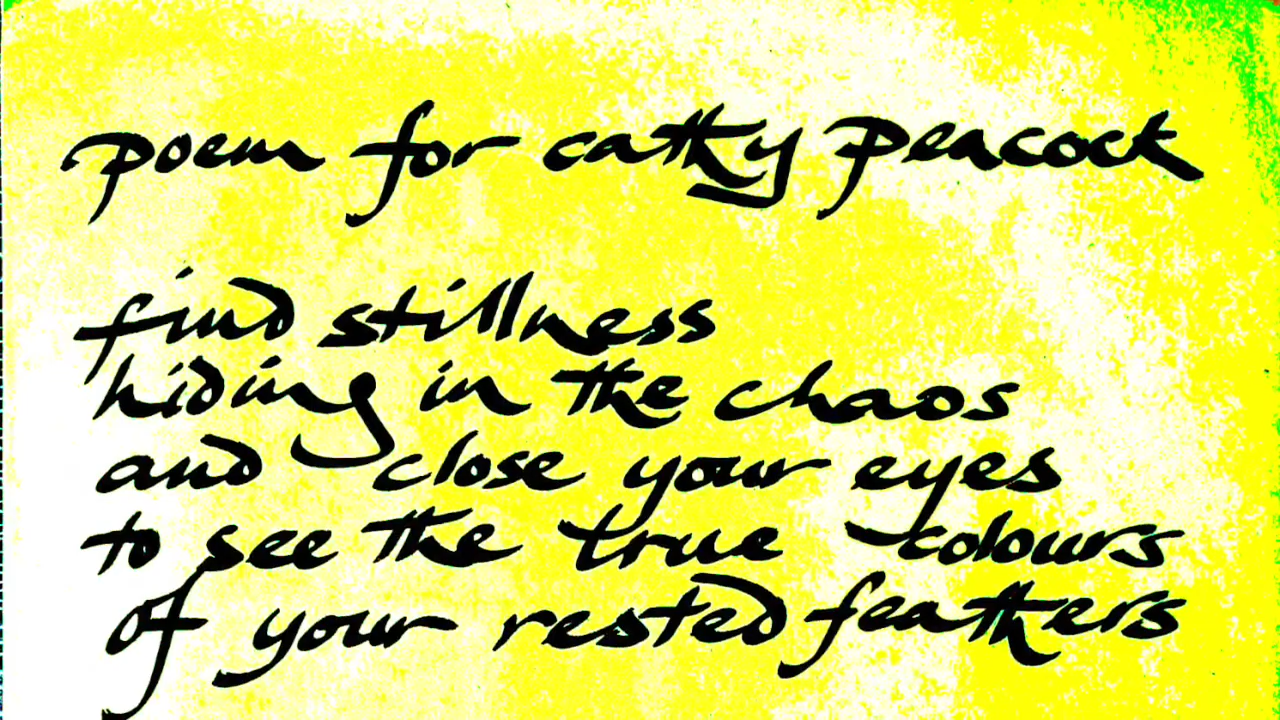 poem for cathy peacock
find stillness
hiding in the chaos
and close your eyes
to see the true colours
of your rested feathers